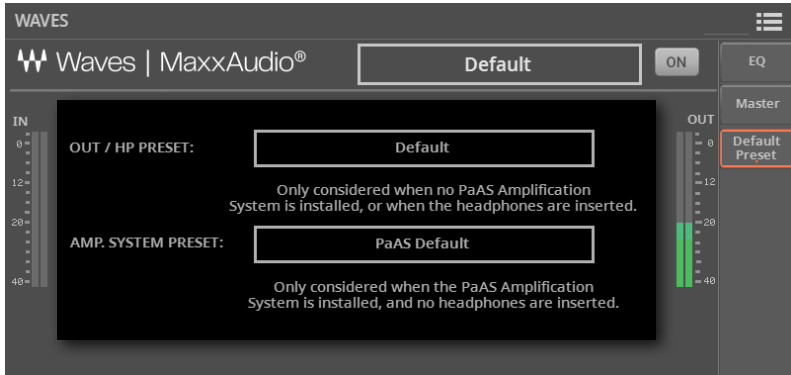 WAVES
Waves | MaxxAudio®
Default
ON
EQ
Master
Default
Preset
IN
0
12
20
40
OUT
0
12
20
40
OUT / HP PRESET:
Default
Only considered when no PaAS Amplification
System is installed, or when the headphones are inserted.
AMP. SYSTEM PRESET:
PaAS Default
Only considered when the PaAS Amplification
System is installed, and no headphones are inserted.